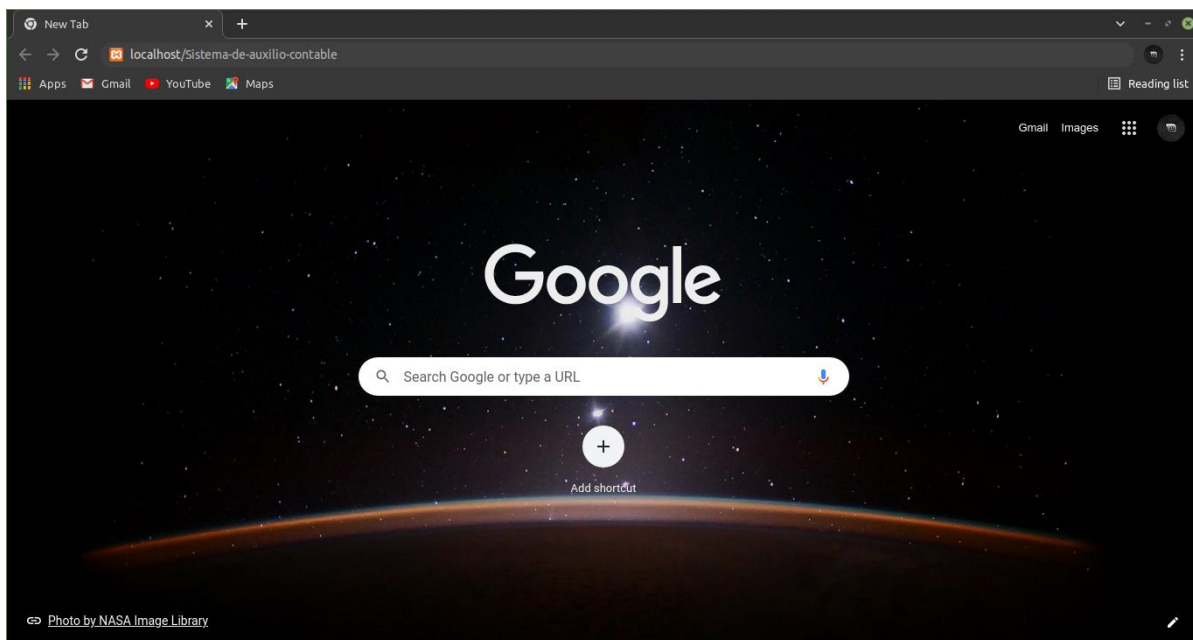 New Tab
localhost/Sistema-de-auxilio-contable
Apps Gmail YouTube Maps Reading list
Gmail Images
Google
Search Google or type a URL
Add shortcut
Photo by NASA Image Library